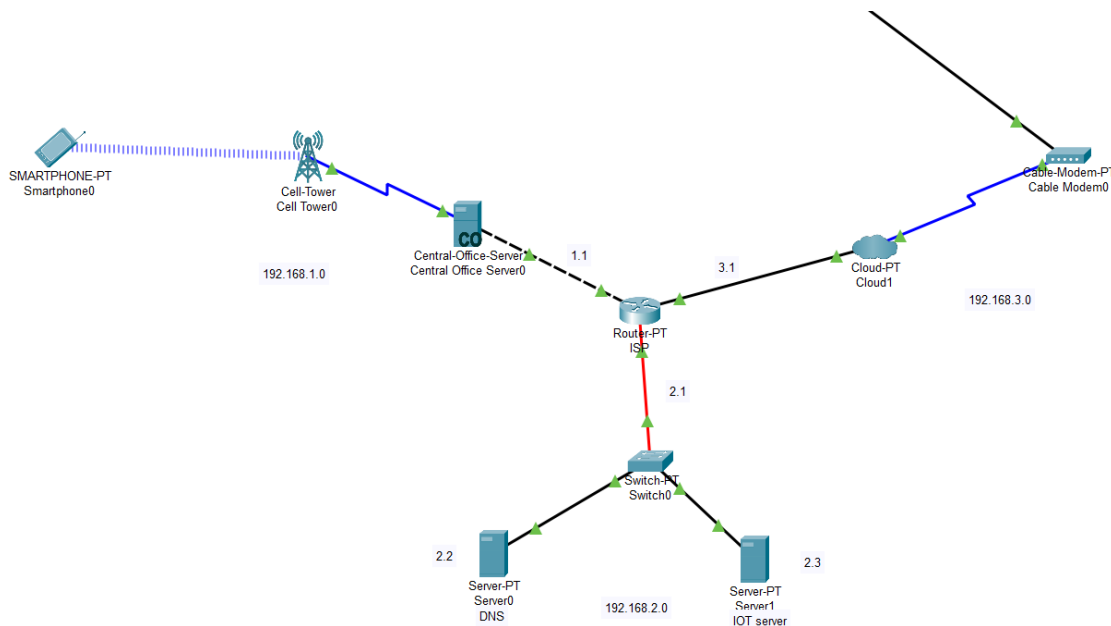 SMARTPHONE-PT
Smartphone0
Cell-Tower
Cell Tower0
192.168.1.0
CO
Central-Office-Server
Central Office Server0
1.1
3.1
Router-PT
ISP
Cloud-PT
Cloud1
Cable-Modem-PT
Cable Modem0
192.168.3.0
2.1
Switch-PT
Switch0
2.2
Server-PT
Server0
DNS
192.168.2.0
2.3
Server-PT
Server1
IOT server